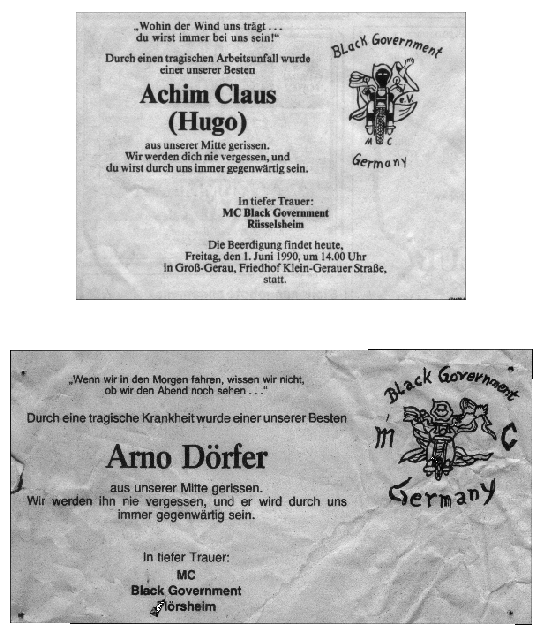 „Wohin der Wind uns trägt . . .
du wirst immer bei uns sein!“
Durch einen tragischen Arbeitsunfall wurde
einer unserer Besten
Achim Claus
(Hugo)
aus unserer Mitte gerissen.
Wir werden dich nie vergessen, und
du wirst durch uns immer gegenwärtig sein.
In tiefer Trauer:
MC Black Government
Rüsselsheim
Die Beerdigung findet heute,
Freitag, den 1. Juni 1990, um 14.00 Uhr
in Groß-Gerau, Friedhof Klein-Gerauer Straße,
statt.
Black Government
e.V.
M C
Germany
„Wenn wir in den Morgen fahren, wissen wir nicht,
ob wir den Abend noch sehen . . .“
Durch eine tragische Krankheit wurde einer unserer Besten
Arno Dörfer
aus unserer Mitte gerissen.
Wir werden ihn nie vergessen, und er wird durch uns
immer gegenwärtig sein.
In tiefer Trauer:
MC
Black Government
Black Government
M C
Germany